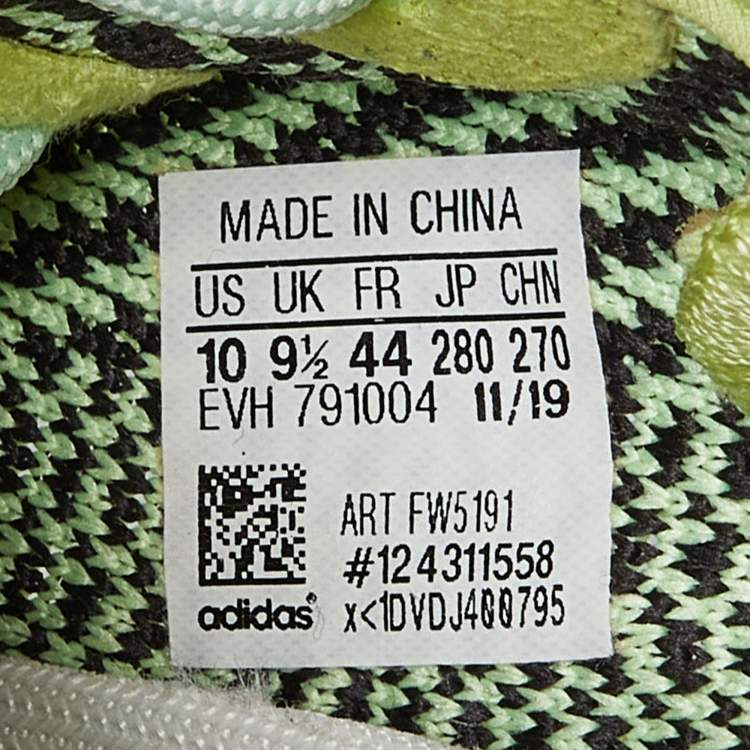 MADE IN CHINA
US UK FR JP CHN
10 9½ 44 280 270
EVH 791004 11/19
ART FW5191
#124311558
adidas® x<1DVDJ400795